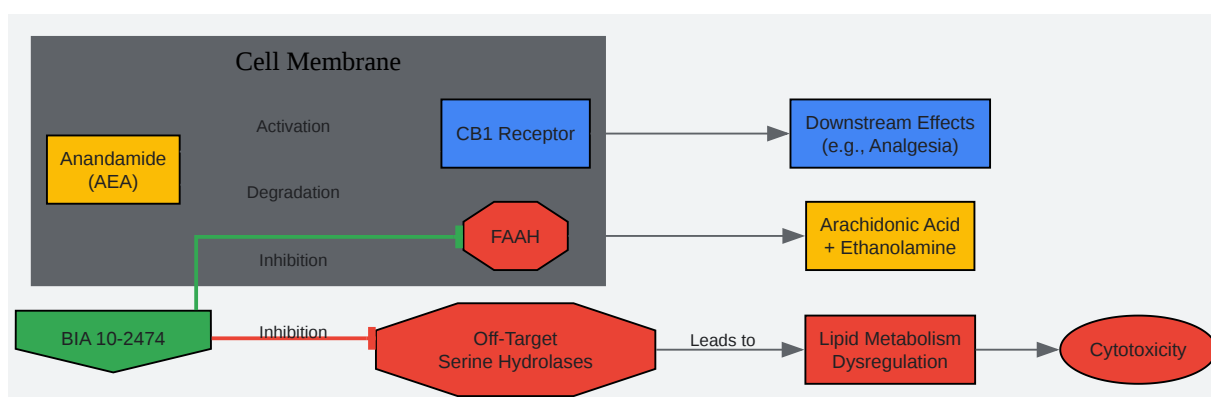 Cell Membrane
Activation
CB1 Receptor
Downstream Effects
(e.g., Analgesia)
Anandamide
(AEA)
Degradation
FAAH
Arachidonic Acid
+ Ethanolamine
Inhibition
BIA 10-2474
Inhibition
Off-Target
Serine Hydrolases
Leads to
Lipid Metabolism
Dysregulation
Cytotoxicity